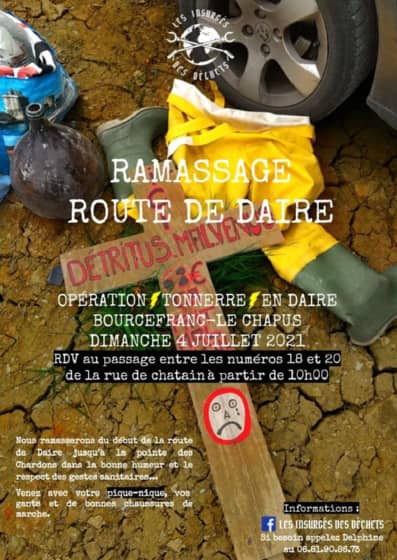 LES INSURGÉS
DES DÉCHETS
RAMASSAGE
ROUTE DE DAIRE
DÉTRITUS MALVENUS
68€
OPÉRATION TONNERRE EN DAIRE
BOURCEFRANC-LE CHAPUS
DIMANCHE 4 JUILLET 2021
RDV au passage entre les numéros 18 et 20
de la rue de chatain à partir de 10h00
Nous ramasserons du début de la route
de Daire jusqu'à la pointe des
Chardons dans la bonne humeur et le
respect des gestes sanitaires...
Venez avec votre pique-nique, vos
gants et de bonnes chaussures de
marche.
Informations :
LES INSURGÉS DES DÉCHETS
Si besoin appelez Delphine
au 06.81.90.86.73